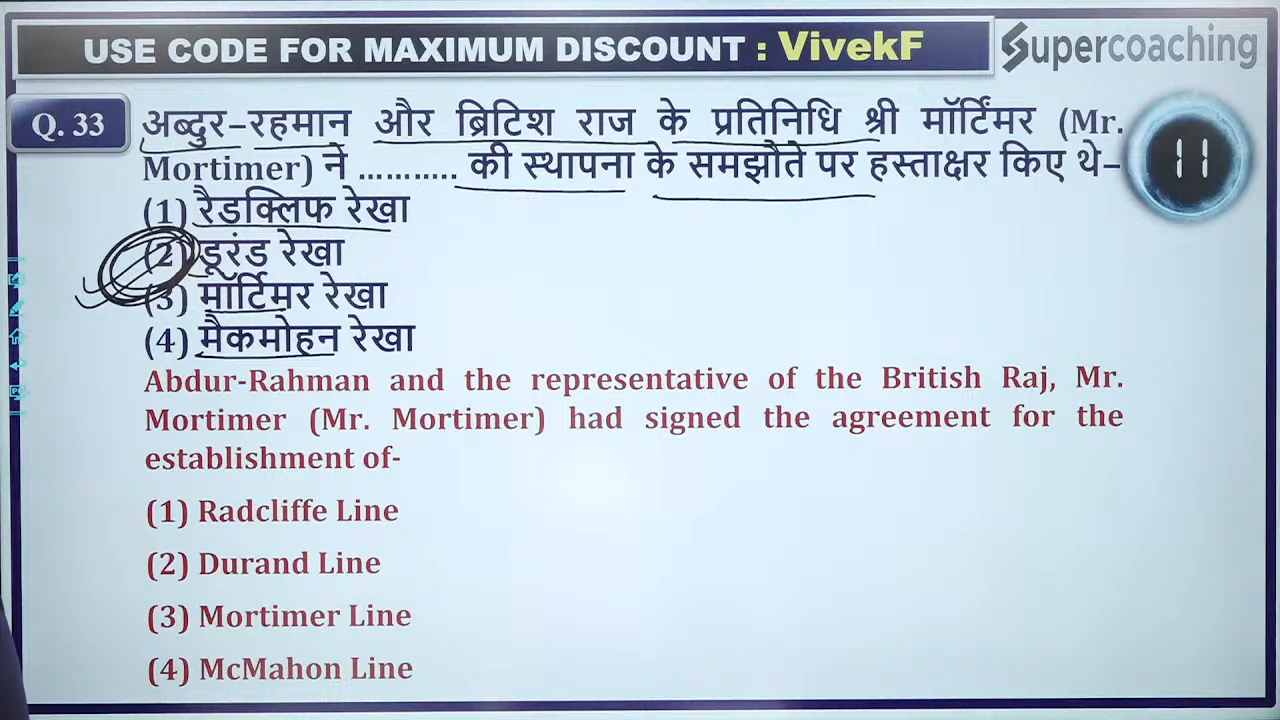 USE CODE FOR MAXIMUM DISCOUNT : VivekF
Supercoaching
Q. 33
अब्दुर-रहमान और ब्रिटिश राज के प्रतिनिधि श्री मॉर्टिंमर (Mr.
Mortimer) ने ........... की स्थापना के समझौते पर हस्ताक्षर किए थे-
11
(1) रैडक्लिफ रेखा
(2) डूरंड रेखा
(3) मॉर्टिमर रेखा
(4) मैकमोहन रेखा
Abdur-Rahman and the representative of the British Raj, Mr.
Mortimer (Mr. Mortimer) had signed the agreement for the
establishment of-
(1) Radcliffe Line
(2) Durand Line
(3) Mortimer Line
(4) McMahon Line